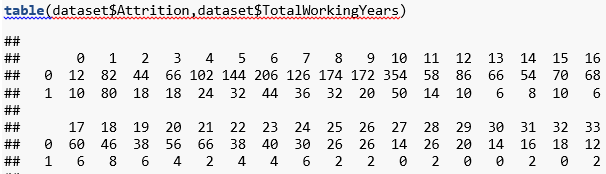 table(dataset$Attrition,dataset$TotalWorkingYears)
##
##       0   1   2   3   4   5   6   7   8   9  10  11  12  13  14  15  16
##   0  12  82  44  66 102 144 206 126 174 172 354  58  86  66  54  70  68
##   1  10  80  18  18  24  32  44  36  32  20  50  14  10   6   8  10   6
##
##      17  18  19  20  21  22  23  24  25  26  27  28  29  30  31  32  33
##   0  60  46  38  56  66  38  40  30  26  26  14  26  20  14  16  18  12
##   1   6   8   6   4   2   4   4   6   2   2   0   2   0   0   2   0   2